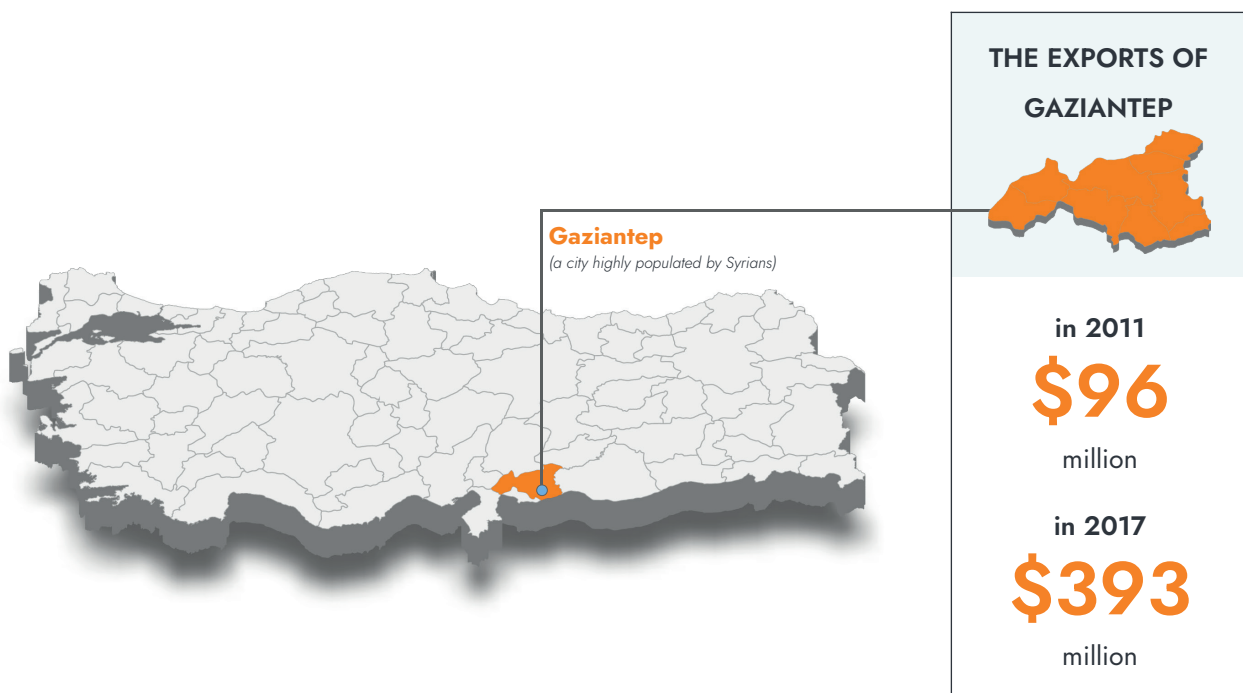 THE EXPORTS OF
GAZIANTEP
Gaziantep
(a city highly populated by Syrians)
in 2011
$96
million
in 2017
$393
million